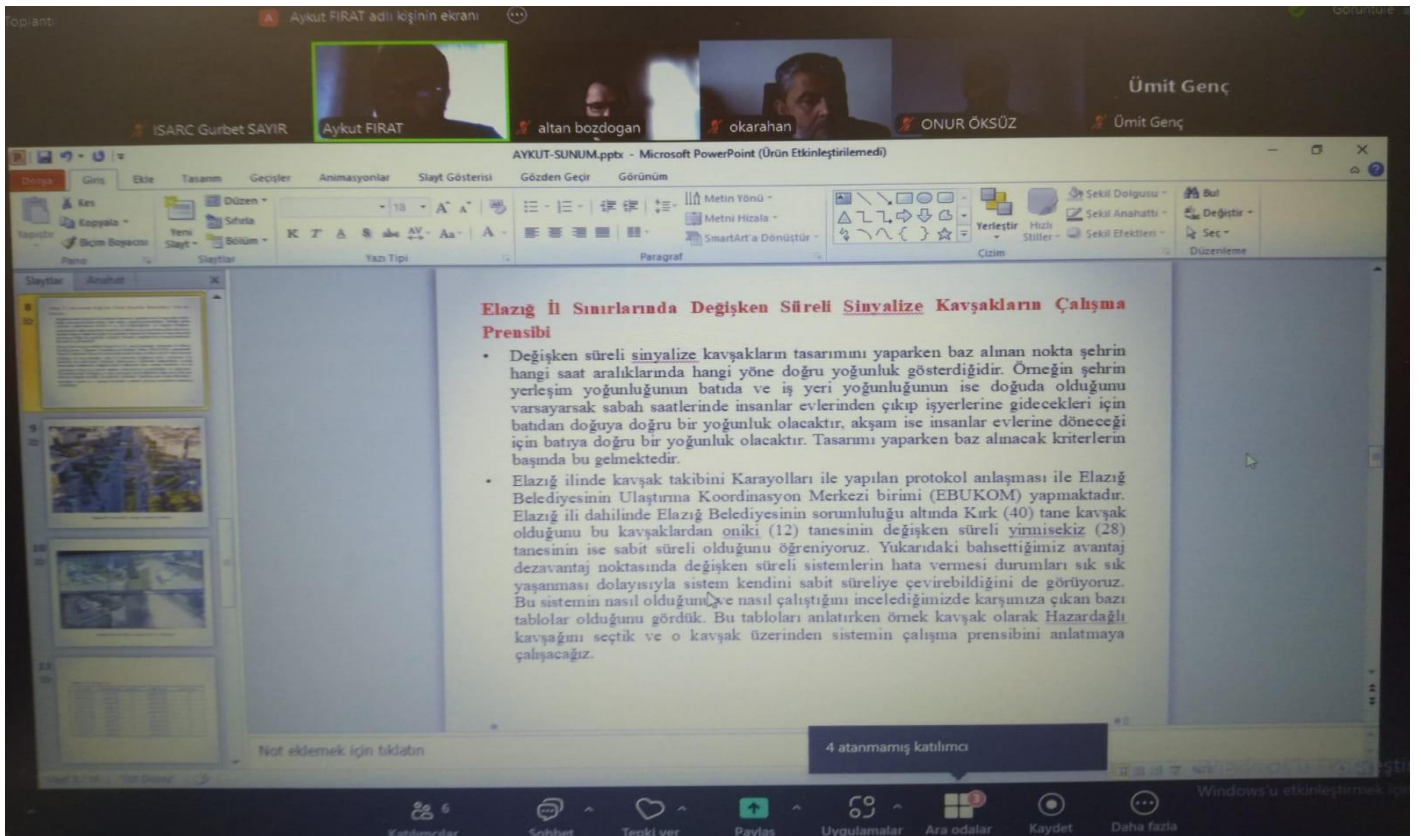 Toplantı
A Aykut FIRAT adlı kişinin ekranı
Görüntüle
ISARC Gurbet SAYIR
Aykut FIRAT
altan bozdogan
okarahan
ONUR ÖKSÜZ
Ümit Genç
Ümit Genç
AYKUT-SUNUM.pptx - Microsoft PowerPoint (Ürün Etkinleştirilemedi)
Dosya Giriş Ekle Tasarım Geçişler Animasyonlar Slayt Gösterisi Gözden Geçir Görünüm
Kes
Kopyala
Biçim Boyacısı
Yapıştır
Pano
Yeni
Slayt
Düzen
Sıfırla
Bölüm
Slaytlar
18
K T A S abc AV Aa A
Yazı Tipi
Metin Yönü
Metni Hizala
SmartArt'a Dönüştür
Paragraf
Yerleştir
Hızlı
Stiller
Şekil Dolgusu
Şekil Anahattı
Şekil Efektleri
Çizim
Bul
Değiştir
Seç
Düzenleme
Slaytlar Anahat
8
9
10
11
Elazığ İl Sınırlarında Değişken Süreli Sinyalize Kavşakların Çalışma
Prensibi
• Değişken süreli sinyalize kavşakların tasarımını yaparken baz alınan nokta şehrin
hangi saat aralıklarında hangi yöne doğru yoğunluk gösterdiğidir. Örneğin şehrin
yerleşim yoğunluğunun batıda ve iş yeri yoğunluğunun ise doğuda olduğunu
varsayarsak sabah saatlerinde insanlar evlerinden çıkıp işyerlerine gidecekleri için
batıdan doğuya doğru bir yoğunluk olacaktır, akşam ise insanlar evlerine döneceği
için batıya doğru bir yoğunluk olacaktır. Tasarımı yaparken baz alınacak kriterlerin
başında bu gelmektedir.
• Elazığ ilinde kavşak takibini Karayolları ile yapılan protokol anlaşması ile Elazığ
Belediyesinin Ulaştırma Koordinasyon Merkezi birimi (EBUKOM) yapmaktadır.
Elazığ ili dahilinde Elazığ Belediyesinin sorumluluğu altında Kırk (40) tane kavşak
olduğunu bu kavşaklardan oniki (12) tanesinin değişken süreli yirmisekiz (28)
tanesinin ise sabit süreli olduğunu öğreniyoruz. Yukarıdaki bahsettiğimiz avantaj
dezavantaj noktasında değişken süreli sistemlerin hata vermesi durumları sık sık
yaşanması dolayısıyla sistem kendini sabit süreliye çevirebildiğini de görüyoruz.
Bu sistemin nasıl olduğunu ve nasıl çalıştığını incelediğimizde karşımıza çıkan bazı
tablolar olduğunu gördük. Bu tabloları anlatırken örnek kavşak olarak Hazardağlı
kavşağını seçtik ve o kavşak üzerinden sistemin çalışma prensibini anlatmaya
çalışacağız.
Not eklemek için tıklatın
4 atanmamış katılımcı
Windows'u etkinleştirmek için
6
3
Katılımcılar Sohbet Tepki ver Paylaş Uygulamalar Ara odalar Kaydet Daha fazla